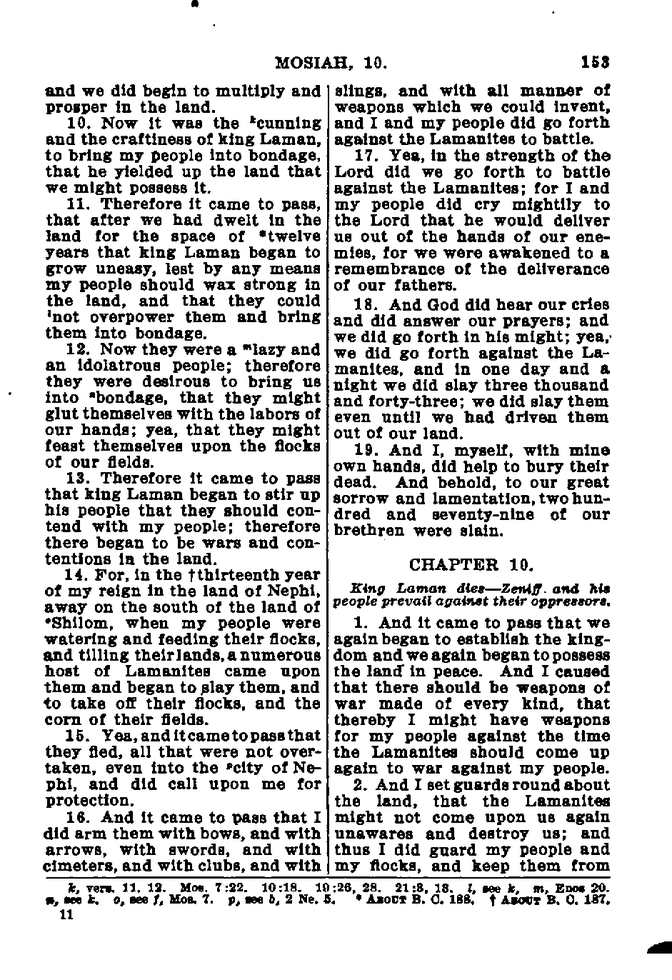 MOSIAH, 10.
153
and we did begin to multiply and
prosper in the land.
10. Now it was the ᵏcunning
and the craftiness of king Laman,
to bring my people into bondage,
that he yielded up the land that
we might possess it.
11. Therefore it came to pass,
that after we had dwelt in the
land for the space of *twelve
years that king Laman began to
grow uneasy, lest by any means
my people should wax strong in
the land, and that they could
ˡnot overpower them and bring
them into bondage.
12. Now they were a ᵐlazy and
an idolatrous people; therefore
they were desirous to bring us
into ⁿbondage, that they might
glut themselves with the labors of
our hands; yea, that they might
feast themselves upon the flocks
of our fields.
13. Therefore it came to pass
that king Laman began to stir up
his people that they should con-
tend with my people; therefore
there began to be wars and con-
tentions in the land.
14. For, in the †thirteenth year
of my reign in the land of Nephi,
away on the south of the land of
ᵒShilom, when my people were
watering and feeding their flocks,
and tilling their lands, a numerous
host of Lamanites came upon
them and began to slay them, and
to take off their flocks, and the
corn of their fields.
15. Yea, and it came to pass that
they fled, all that were not over-
taken, even into the ᵖcity of Ne-
phi, and did call upon me for
protection.
16. And it came to pass that I
did arm them with bows, and with
arrows, with swords, and with
cimeters, and with clubs, and with
slings, and with all manner of
weapons which we could invent,
and I and my people did go forth
against the Lamanites to battle.
17. Yea, in the strength of the
Lord did we go forth to battle
against the Lamanites; for I and
my people did cry mightily to
the Lord that he would deliver
us out of the hands of our ene-
mies, for we were awakened to a
remembrance of the deliverance
of our fathers.
18. And God did hear our cries
and did answer our prayers; and
we did go forth in his might; yea,
we did go forth against the La-
manites, and in one day and a
night we did slay three thousand
and forty-three; we did slay them
even until we had driven them
out of our land.
19. And I, myself, with mine
own hands, did help to bury their
dead. And behold, to our great
sorrow and lamentation, two hun-
dred and seventy-nine of our
brethren were slain.
CHAPTER 10.
King Laman dies—Zeniff and his
people prevail against their oppressors.
1. And it came to pass that we
again began to establish the king-
dom and we again began to possess
the land in peace. And I caused
that there should be weapons of
war made of every kind, that
thereby I might have weapons
for my people against the time
the Lamanites should come up
again to war against my people.
2. And I set guards round about
the land, that the Lamanites
might not come upon us again
unawares and destroy us; and
thus I did guard my people and
my flocks, and keep them from
k, vers. 11. 12. Mos. 7:22. 10:18. 19:26, 28. 21:3, 13. l, see k, m, Enos 20.
n, see k. o, see f, Mos. 7. p, see b, 2 Ne. 5. * ABOUT B. C. 188. † ABOUT B. C. 187.
11